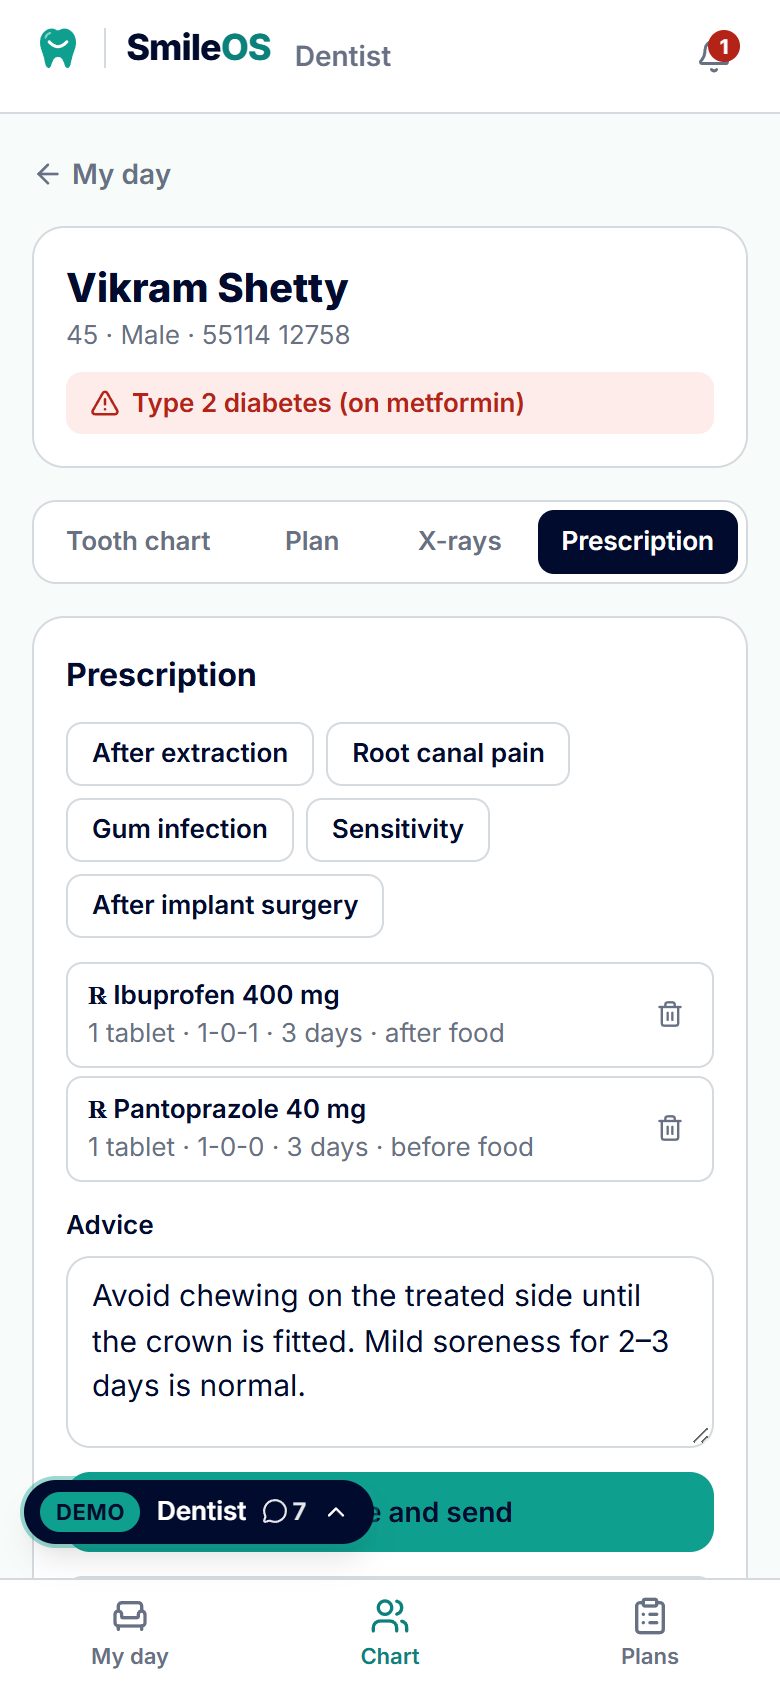 SmileOS Dentist
1
My day
Vikram Shetty
45 · Male · 55114 12758
Type 2 diabetes (on metformin)
Tooth chart Plan X-rays Prescription
Prescription
After extraction Root canal pain
Gum infection Sensitivity
After implant surgery
℞ Ibuprofen 400 mg
1 tablet · 1-0-1 · 3 days · after food
℞ Pantoprazole 40 mg
1 tablet · 1-0-0 · 3 days · before food
Advice
Avoid chewing on the treated side until
the crown is fitted. Mild soreness for 2–3
days is normal.
DEMO Dentist 7
and send
My day Chart Plans